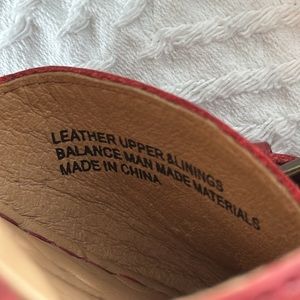 LEATHER UPPER & LININGS
BALANCE MAN MADE MATERIALS
MADE IN CHINA